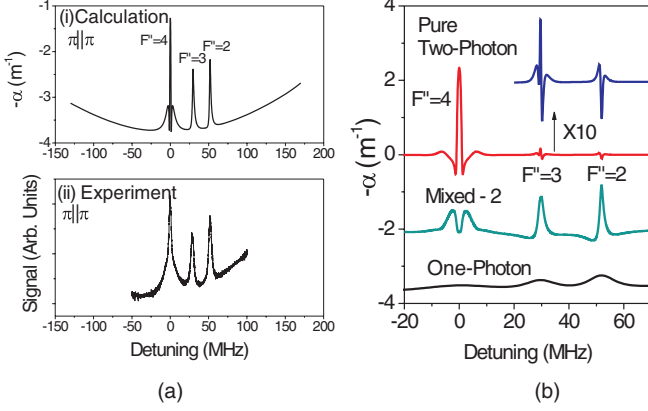 (i)Calculation
π||π
F"=4
F"=3
F"=2
-α (m⁻¹)
-1
-2
-3
-4
-150 -100 -50 0 50 100 150 200
(ii) Experiment
π||π
Signal (Arb. Units)
-150 -100 -50 0 50 100 150 200
Detuning (MHz)
(a)
Pure
Two-Photon
F"=4
X10
F"=3
F"=2
Mixed - 2
One-Photon
-α (m⁻¹)
4
2
0
-2
-4
-20 0 20 40 60
Detuning (MHz)
(b)